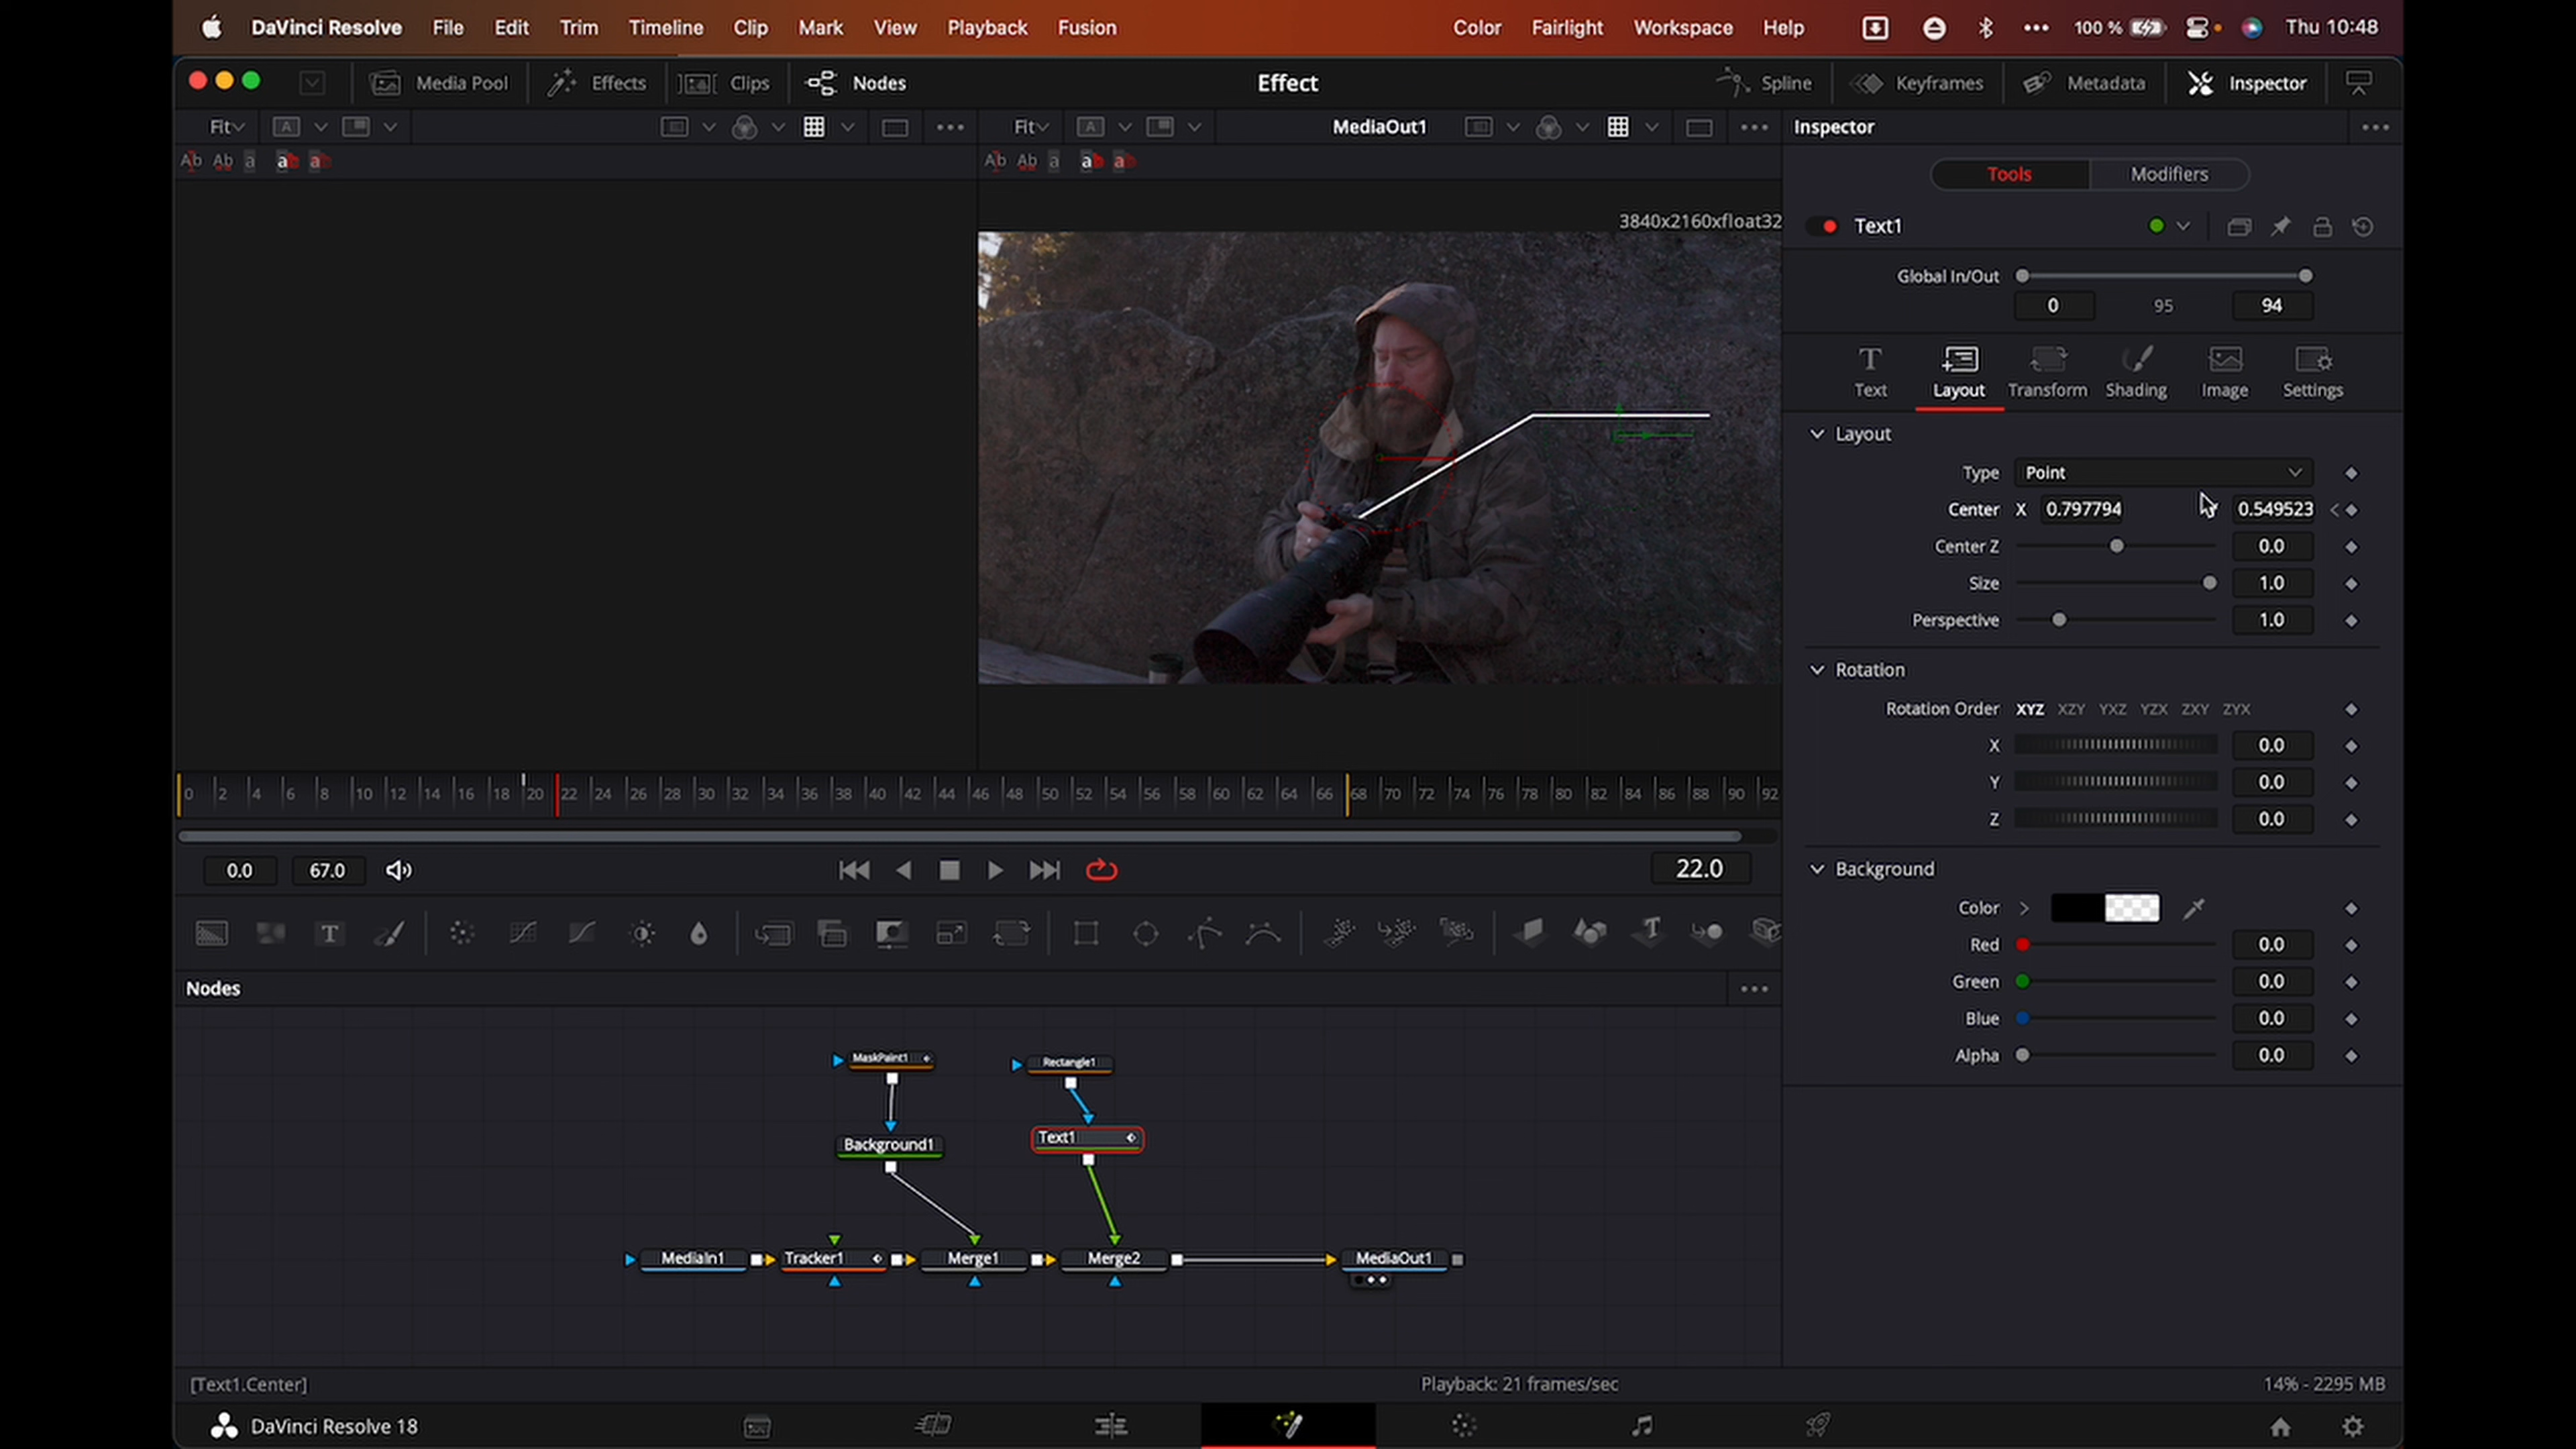 DaVinci Resolve File Edit Trim Timeline Clip Mark View Playback Fusion Color Fairlight Workspace Help 100 % Thu 10:48
Media Pool Effects Clips Nodes Effect Spline Keyframes Metadata Inspector
Fit A Fit A MediaOut1 Inspector
Ab Ab a a a Ab Ab a a a
Tools Modifiers
3840x2160xfloat32
Text1
Global In/Out
0 95 94
Text Layout Transform Shading Image Settings
Layout
Type Point
Center X 0.797794 0.549523
Center Z 0.0
Size 1.0
Perspective 1.0
Rotation
Rotation Order XYZ XZY YXZ YZX ZXY ZYX
X 0.0
Y 0.0
Z 0.0
0 2 4 6 8 10 12 14 16 18 20 22 24 26 28 30 32 34 36 38 40 42 44 46 48 50 52 54 56 58 60 62 64 66 68 70 72 74 76 78 80 82 84 86 88 90 92
0.0 67.0 22.0
Background
Color
Red 0.0
Green 0.0
Blue 0.0
Alpha 0.0
Nodes
MaskPaint1 Rectangle1
Background1 Text1
MediaIn1 Tracker1 Merge1 Merge2 MediaOut1
[Text1.Center] Playback: 21 frames/sec 14% - 2295 MB
DaVinci Resolve 18